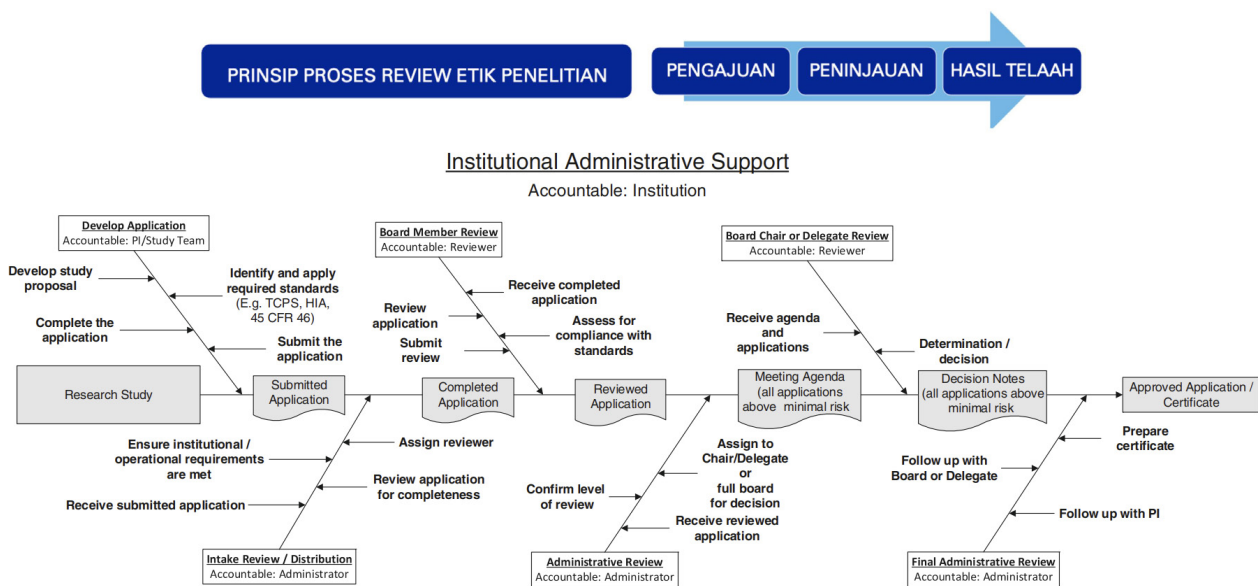 PRINSIP PROSES REVIEW ETIK PENELITIAN
PENGAJUAN
PENINJAUAN
HASIL TELAAH
Institutional Administrative Support
Accountable: Institution
Develop Application
Accountable: PI/Study Team
Develop study
proposal
Identify and apply
required standards
(E.g. TCPS, HIA,
45 CFR 46)
Complete the
application
Submit the
application
Board Member Review
Accountable: Reviewer
Receive completed
application
Review
application
Assess for
compliance with
standards
Submit
review
Board Chair or Delegate Review
Accountable: Reviewer
Receive agenda and
applications
Determination /
decision
Research Study
Submitted
Application
Completed
Application
Reviewed
Application
Meeting Agenda
(all applications
above minimal risk
Decision Notes
(all applications above
minimal risk
Approved Application /
Certificate
Ensure institutional /
operational requirements
are met
Assign reviewer
Review application
for completeness
Receive submitted application
Intake Review / Distribution
Accountable: Administrator
Assign to
Chair/Delegate
or
full board
for decision
Confirm level
of review
Receive reviewed
application
Administrative Review
Accountable: Administrator
Prepare
certificate
Follow up with
Board or Delegate
Follow up with PI
Final Administrative Review
Accountable: Administrator